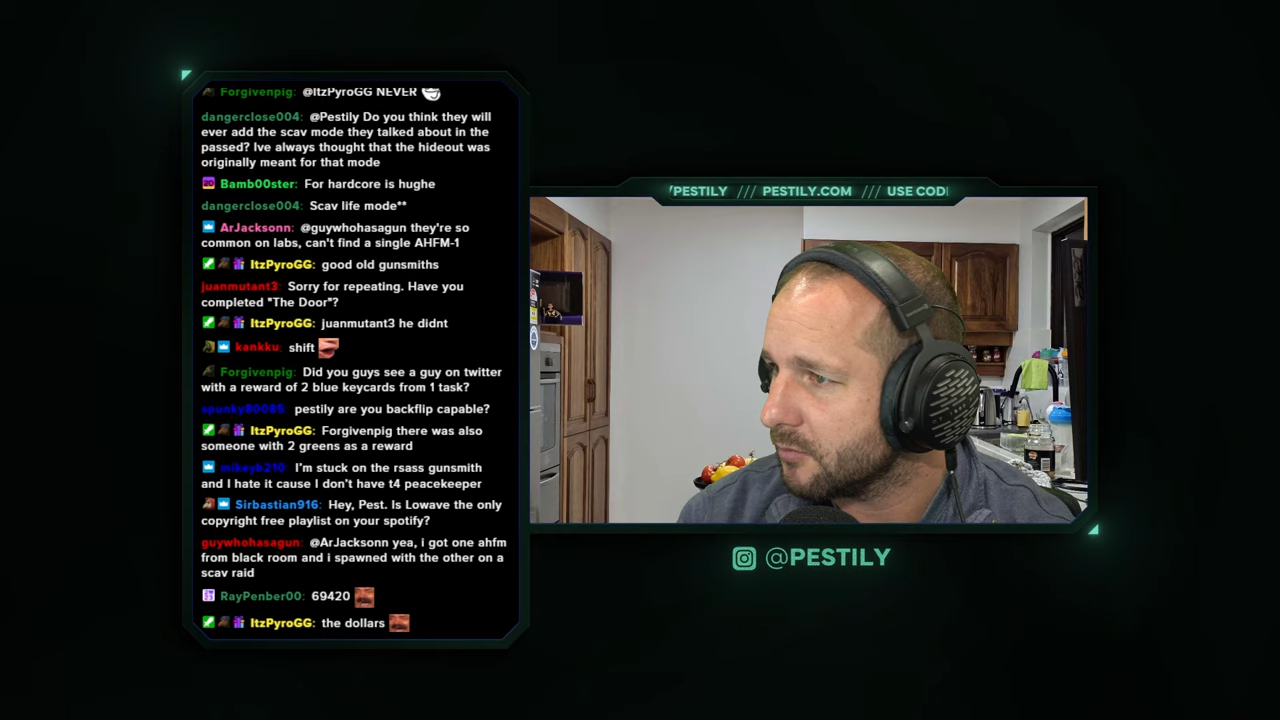 Forgivenpig: @ItzPyroGG NEVER
dangerclose004: @Pestily Do you think they will
ever add the scav mode they talked about in the
passed? Ive always thought that the hideout was
originally meant for that mode
Bamb00ster: For hardcore is hughe
dangerclose004: Scav life mode**
ArJacksonn: @guywhohasagun they're so
common on labs, can't find a single AHFM-1
ItzPyroGG: good old gunsmiths
juanmutant3: Sorry for repeating. Have you
completed "The Door"?
ItzPyroGG: juanmutant3 he didnt
kankku: shift
Forgivenpig: Did you guys see a guy on twitter
with a reward of 2 blue keycards from 1 task?
spunky80085: pestily are you backflip capable?
ItzPyroGG: Forgivenpig there was also
someone with 2 greens as a reward
mikeyb210: I'm stuck on the rsass gunsmith
and I hate it cause I don't have t4 peacekeeper
Sirbastian916: Hey, Pest. Is Lowave the only
copyright free playlist on your spotify?
guywhohasagun: @ArJacksonn yea, i got one ahfm
from black room and i spawned with the other on a
scav raid
RayPenber00: 69420
ItzPyroGG: the dollars
/PESTILY /// PESTILY.COM /// USE CODI
@PESTILY